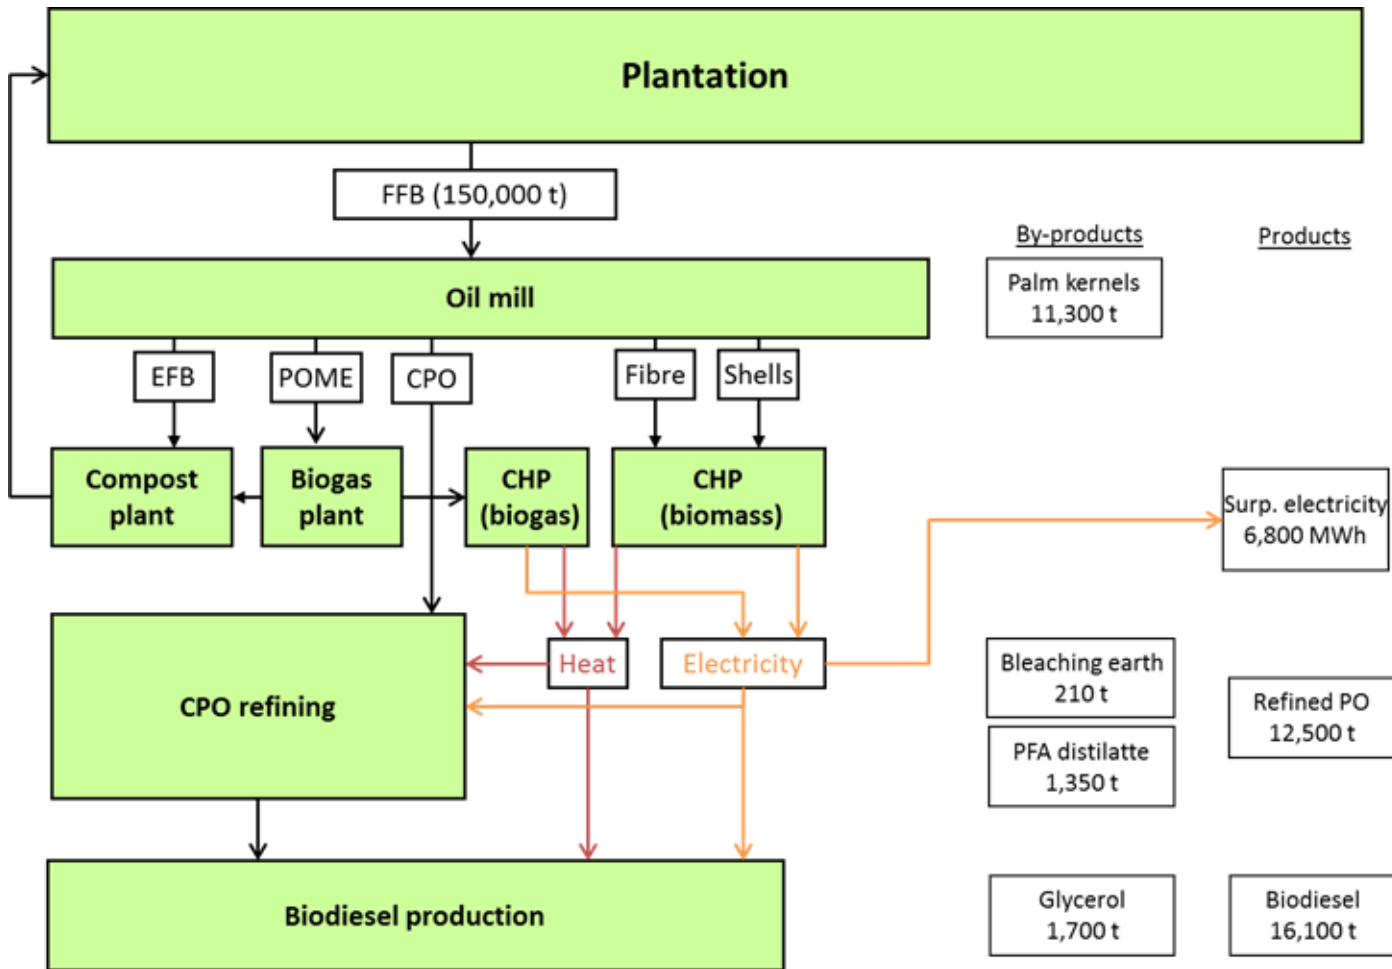 Plantation
FFB (150,000 t)
By-products
Products
Oil mill
Palm kernels
11,300 t
EFB
POME
CPO
Fibre
Shells
Compost
plant
Biogas
plant
CHP
(biogas)
CHP
(biomass)
Surp. electricity
6,800 MWh
Heat
Electricity
CPO refining
Bleaching earth
210 t
Refined PO
12,500 t
PFA distilatte
1,350 t
Biodiesel production
Glycerol
1,700 t
Biodiesel
16,100 t